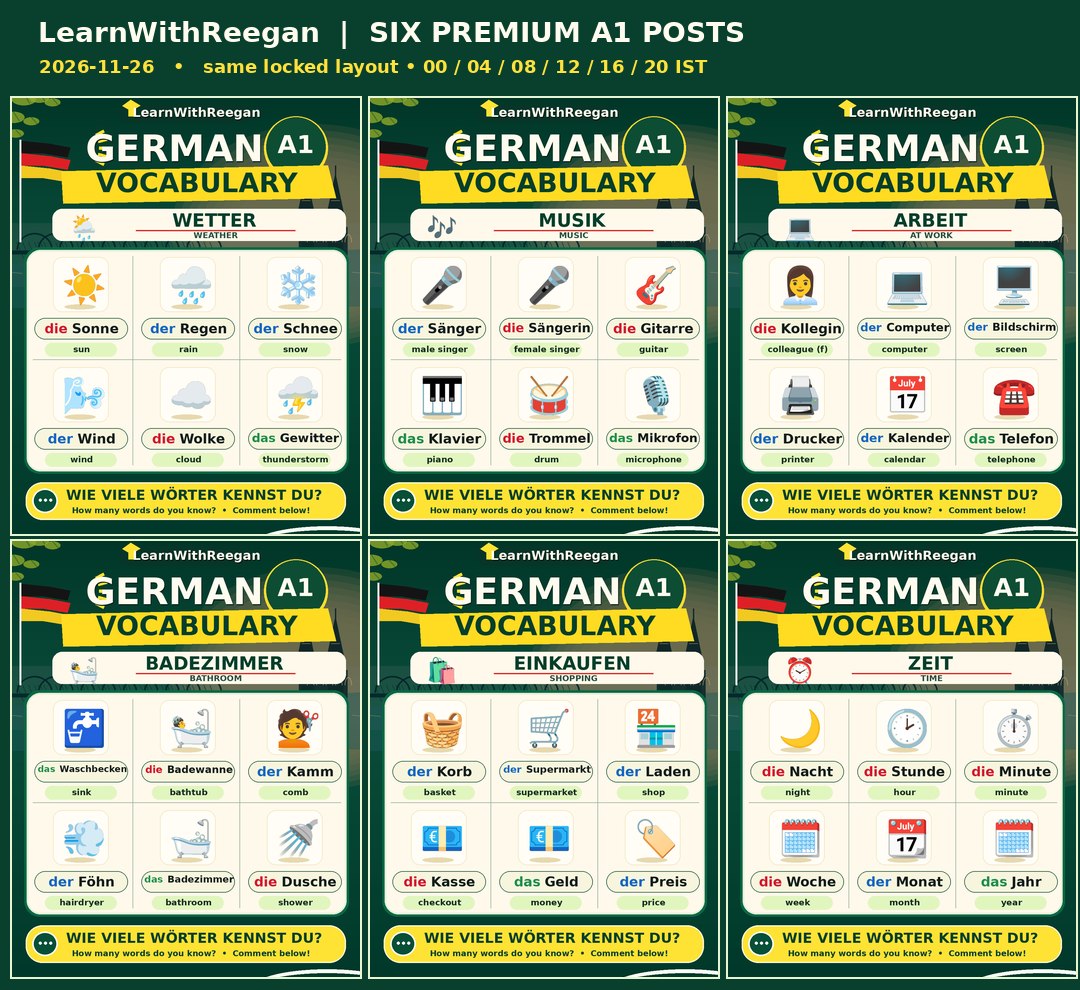 LearnWithReegan | SIX PREMIUM A1 POSTS
2026-11-26 • same locked layout • 00 / 04 / 08 / 12 / 16 / 20 IST
LearnWithReegan
GERMAN A1
VOCABULARY
WETTER
WEATHER
die Sonne der Regen der Schnee
sun rain snow
der Wind die Wolke das Gewitter
wind cloud thunderstorm
WIE VIELE WÖRTER KENNST DU?
How many words do you know? • Comment below!
LearnWithReegan
GERMAN A1
VOCABULARY
MUSIK
MUSIC
der Sänger die Sängerin die Gitarre
male singer female singer guitar
das Klavier die Trommel das Mikrofon
piano drum microphone
WIE VIELE WÖRTER KENNST DU?
How many words do you know? • Comment below!
LearnWithReegan
GERMAN A1
VOCABULARY
ARBEIT
AT WORK
die Kollegin der Computer der Bildschirm
colleague (f) computer screen
July
17
der Drucker der Kalender das Telefon
printer calendar telephone
WIE VIELE WÖRTER KENNST DU?
How many words do you know? • Comment below!
LearnWithReegan
GERMAN A1
VOCABULARY
BADEZIMMER
BATHROOM
das Waschbecken die Badewanne der Kamm
sink bathtub comb
der Föhn das Badezimmer die Dusche
hairdryer bathroom shower
WIE VIELE WÖRTER KENNST DU?
How many words do you know? • Comment below!
LearnWithReegan
GERMAN A1
VOCABULARY
EINKAUFEN
SHOPPING
24
der Korb der Supermarkt der Laden
basket supermarket shop
€ €
die Kasse das Geld der Preis
checkout money price
WIE VIELE WÖRTER KENNST DU?
How many words do you know? • Comment below!
LearnWithReegan
GERMAN A1
VOCABULARY
ZEIT
TIME
die Nacht die Stunde die Minute
night hour minute
July
17
die Woche der Monat das Jahr
week month year
WIE VIELE WÖRTER KENNST DU?
How many words do you know? • Comment below!